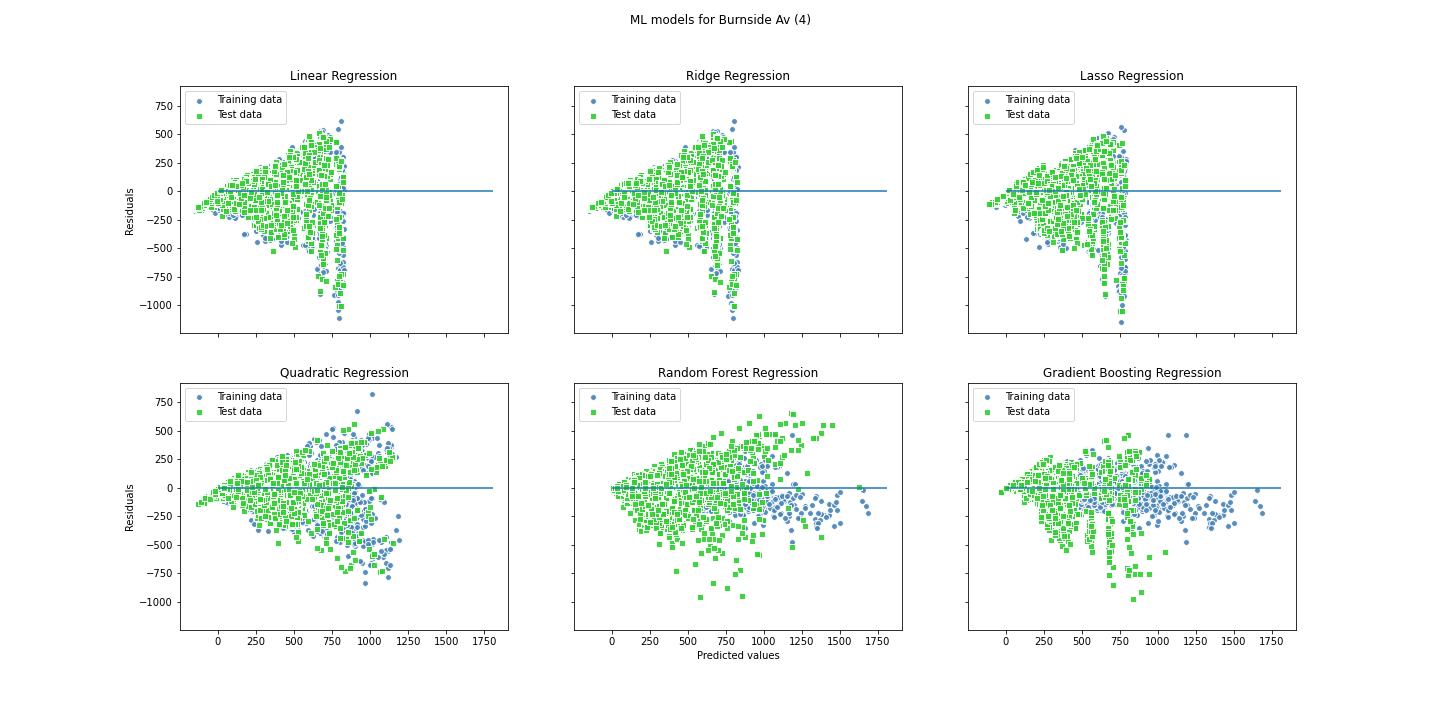 ML models for Burnside Av (4)
Linear Regression
Ridge Regression
Lasso Regression
Training data
Test data
Training data
Test data
Training data
Test data
750
500
250
0
−250
−500
−750
−1000
Residuals
Quadratic Regression
Random Forest Regression
Gradient Boosting Regression
Training data
Test data
Training data
Test data
Training data
Test data
750
500
250
0
−250
−500
−750
−1000
Residuals
0 250 500 750 1000 1250 1500 1750
0 250 500 750 1000 1250 1500 1750
0 250 500 750 1000 1250 1500 1750
Predicted values